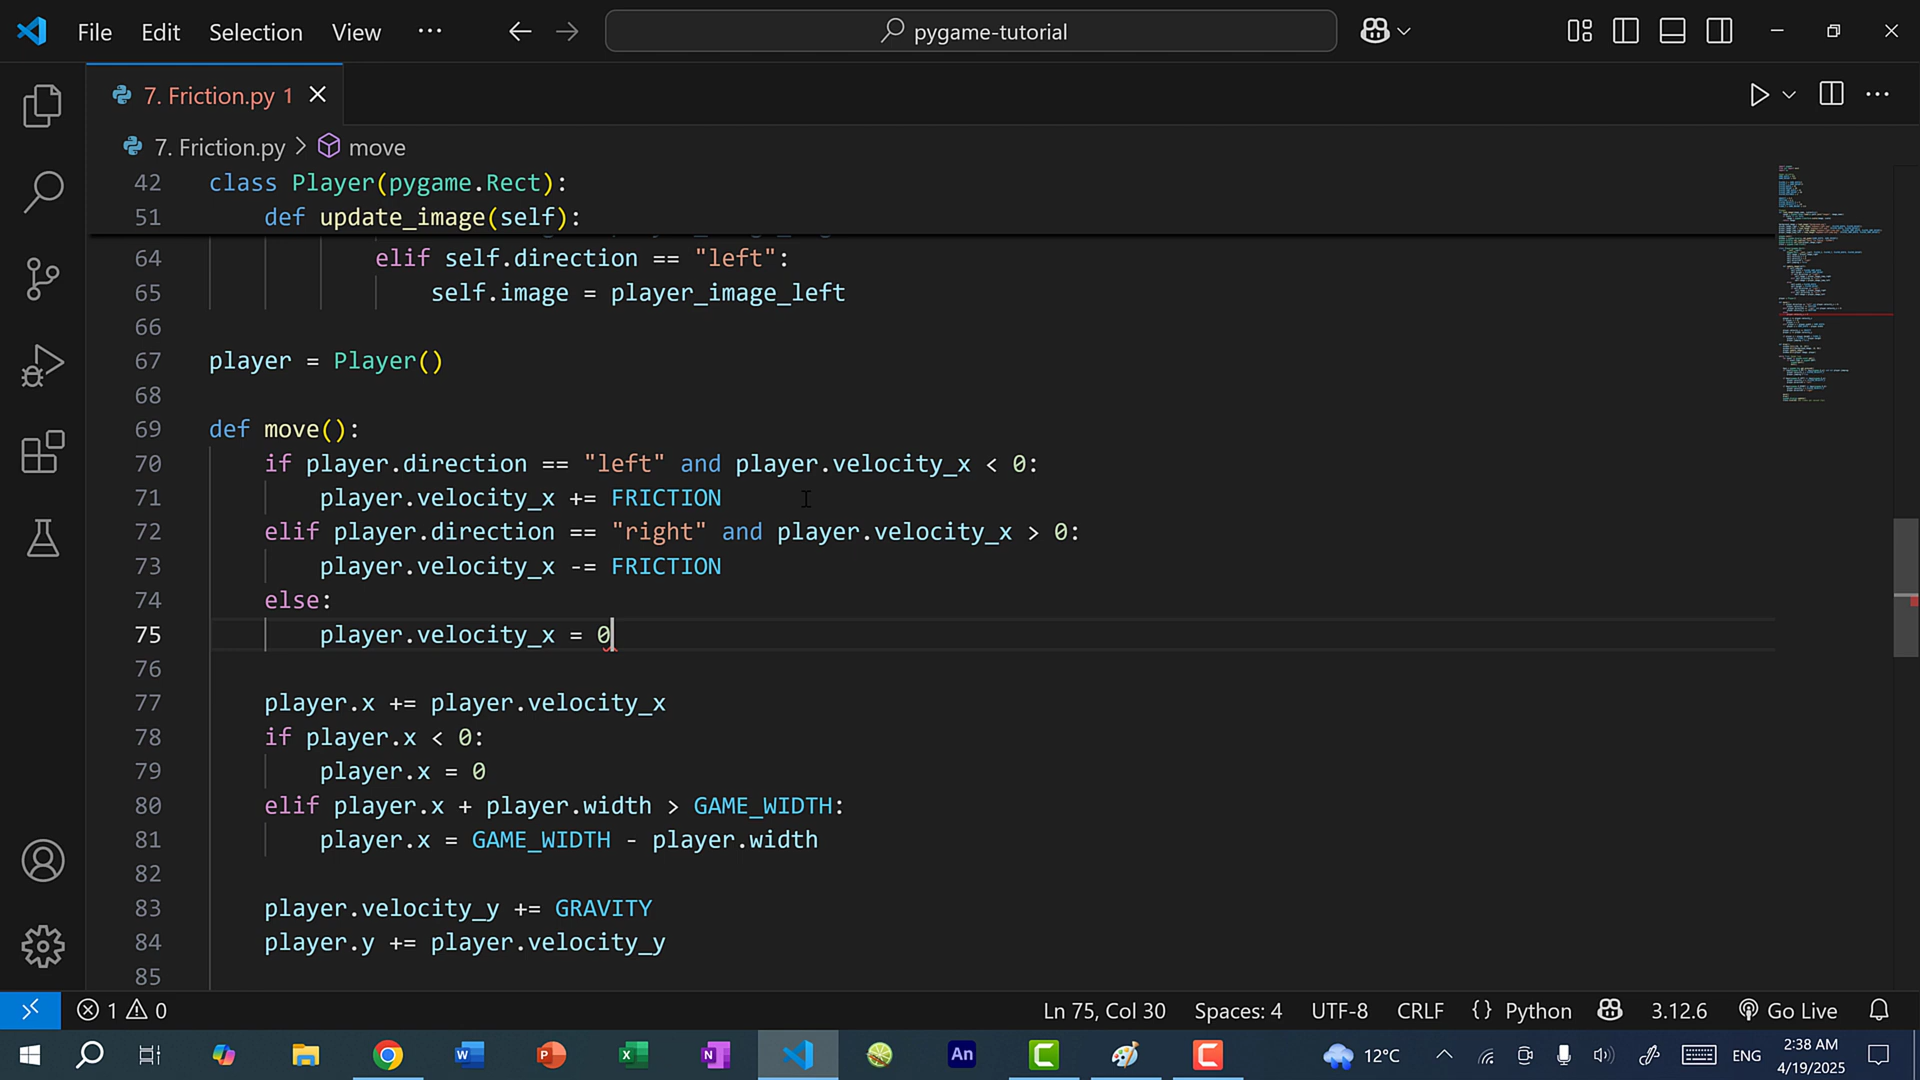 File Edit Selection View ··· pygame-tutorial
7. Friction.py 1
7. Friction.py > move
42 class Player(pygame.Rect):
51 def update_image(self):
64 elif self.direction == "left":
65 self.image = player_image_left
66
67 player = Player()
68
69 def move():
70 if player.direction == "left" and player.velocity_x < 0:
71 player.velocity_x += FRICTION
72 elif player.direction == "right" and player.velocity_x > 0:
73 player.velocity_x -= FRICTION
74 else:
75 player.velocity_x = 0
76
77 player.x += player.velocity_x
78 if player.x < 0:
79 player.x = 0
80 elif player.x + player.width > GAME_WIDTH:
81 player.x = GAME_WIDTH - player.width
82
83 player.velocity_y += GRAVITY
84 player.y += player.velocity_y
85
1 0 Ln 75, Col 30 Spaces: 4 UTF-8 CRLF {} Python 3.12.6 Go Live
An 12°C ENG 2:38 AM
4/19/2025